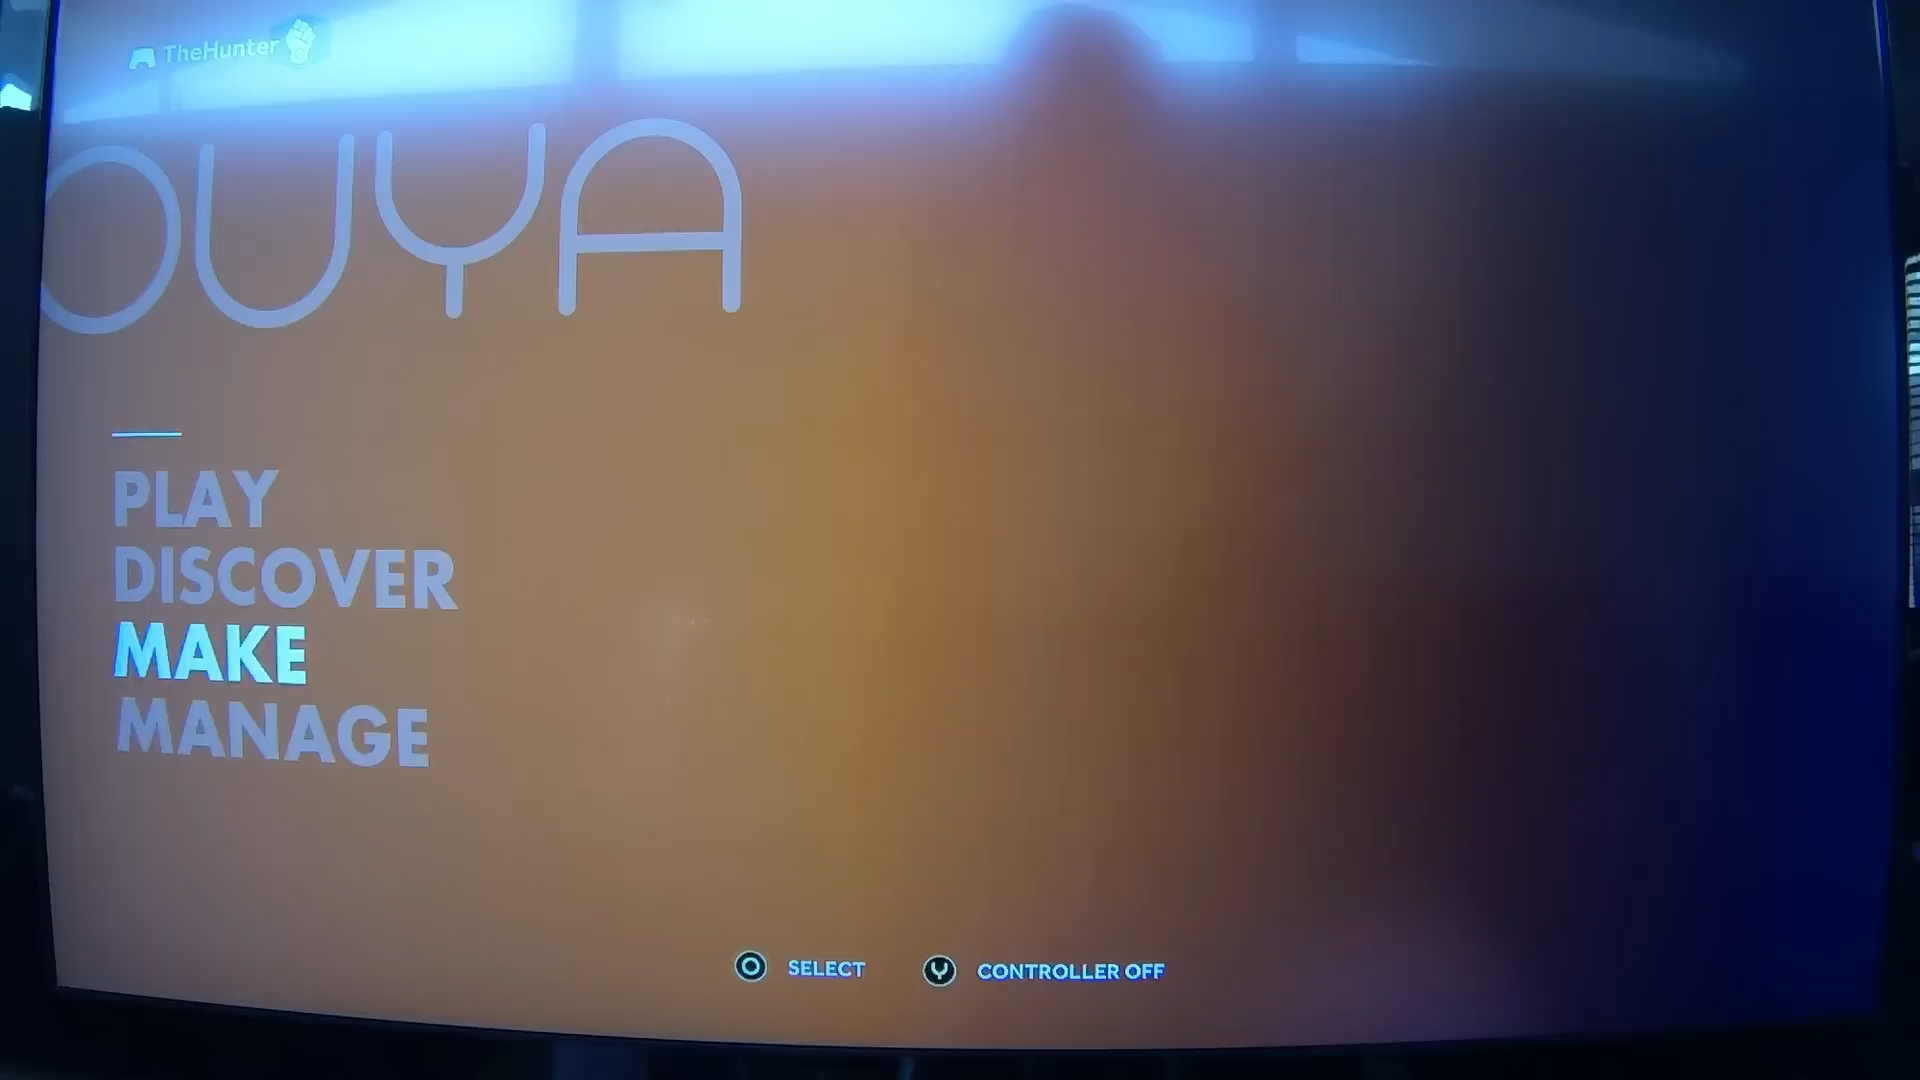 TheHunter
OUYA
PLAY
DISCOVER
MAKE
MANAGE
SELECT
CONTROLLER OFF